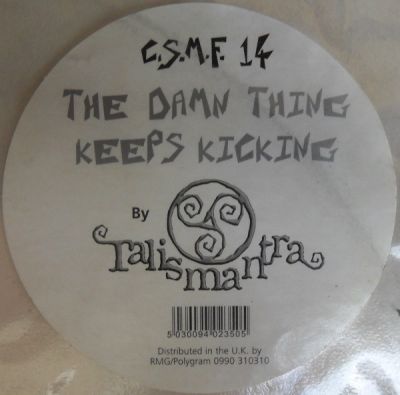 C.S.M.F. 14
THE DAMN THING
KEEPS KICKING
By
Talismantra
5 030094 023505
Distributed in the U.K. by
RMG/Polygram 0990 310310